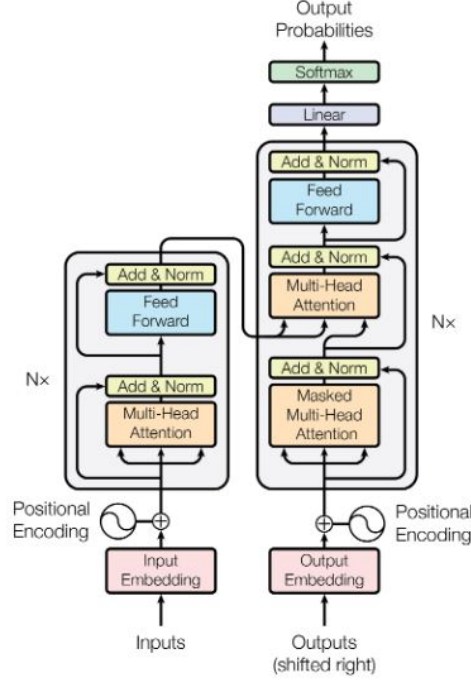 Output
Probabilities
Softmax
Linear
Add & Norm
Feed
Forward
Add & Norm
Multi-Head
Attention
Nx
Add & Norm
Masked
Multi-Head
Attention
Positional
Encoding
Output
Embedding
Outputs
(shifted right)
Add & Norm
Feed
Forward
Nx
Add & Norm
Multi-Head
Attention
Positional
Encoding
Input
Embedding
Inputs